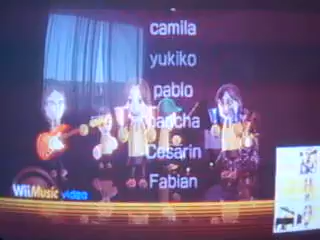 camila
yukiko
pablo
pancha
Cesarin
Fabian
WiiMusic video